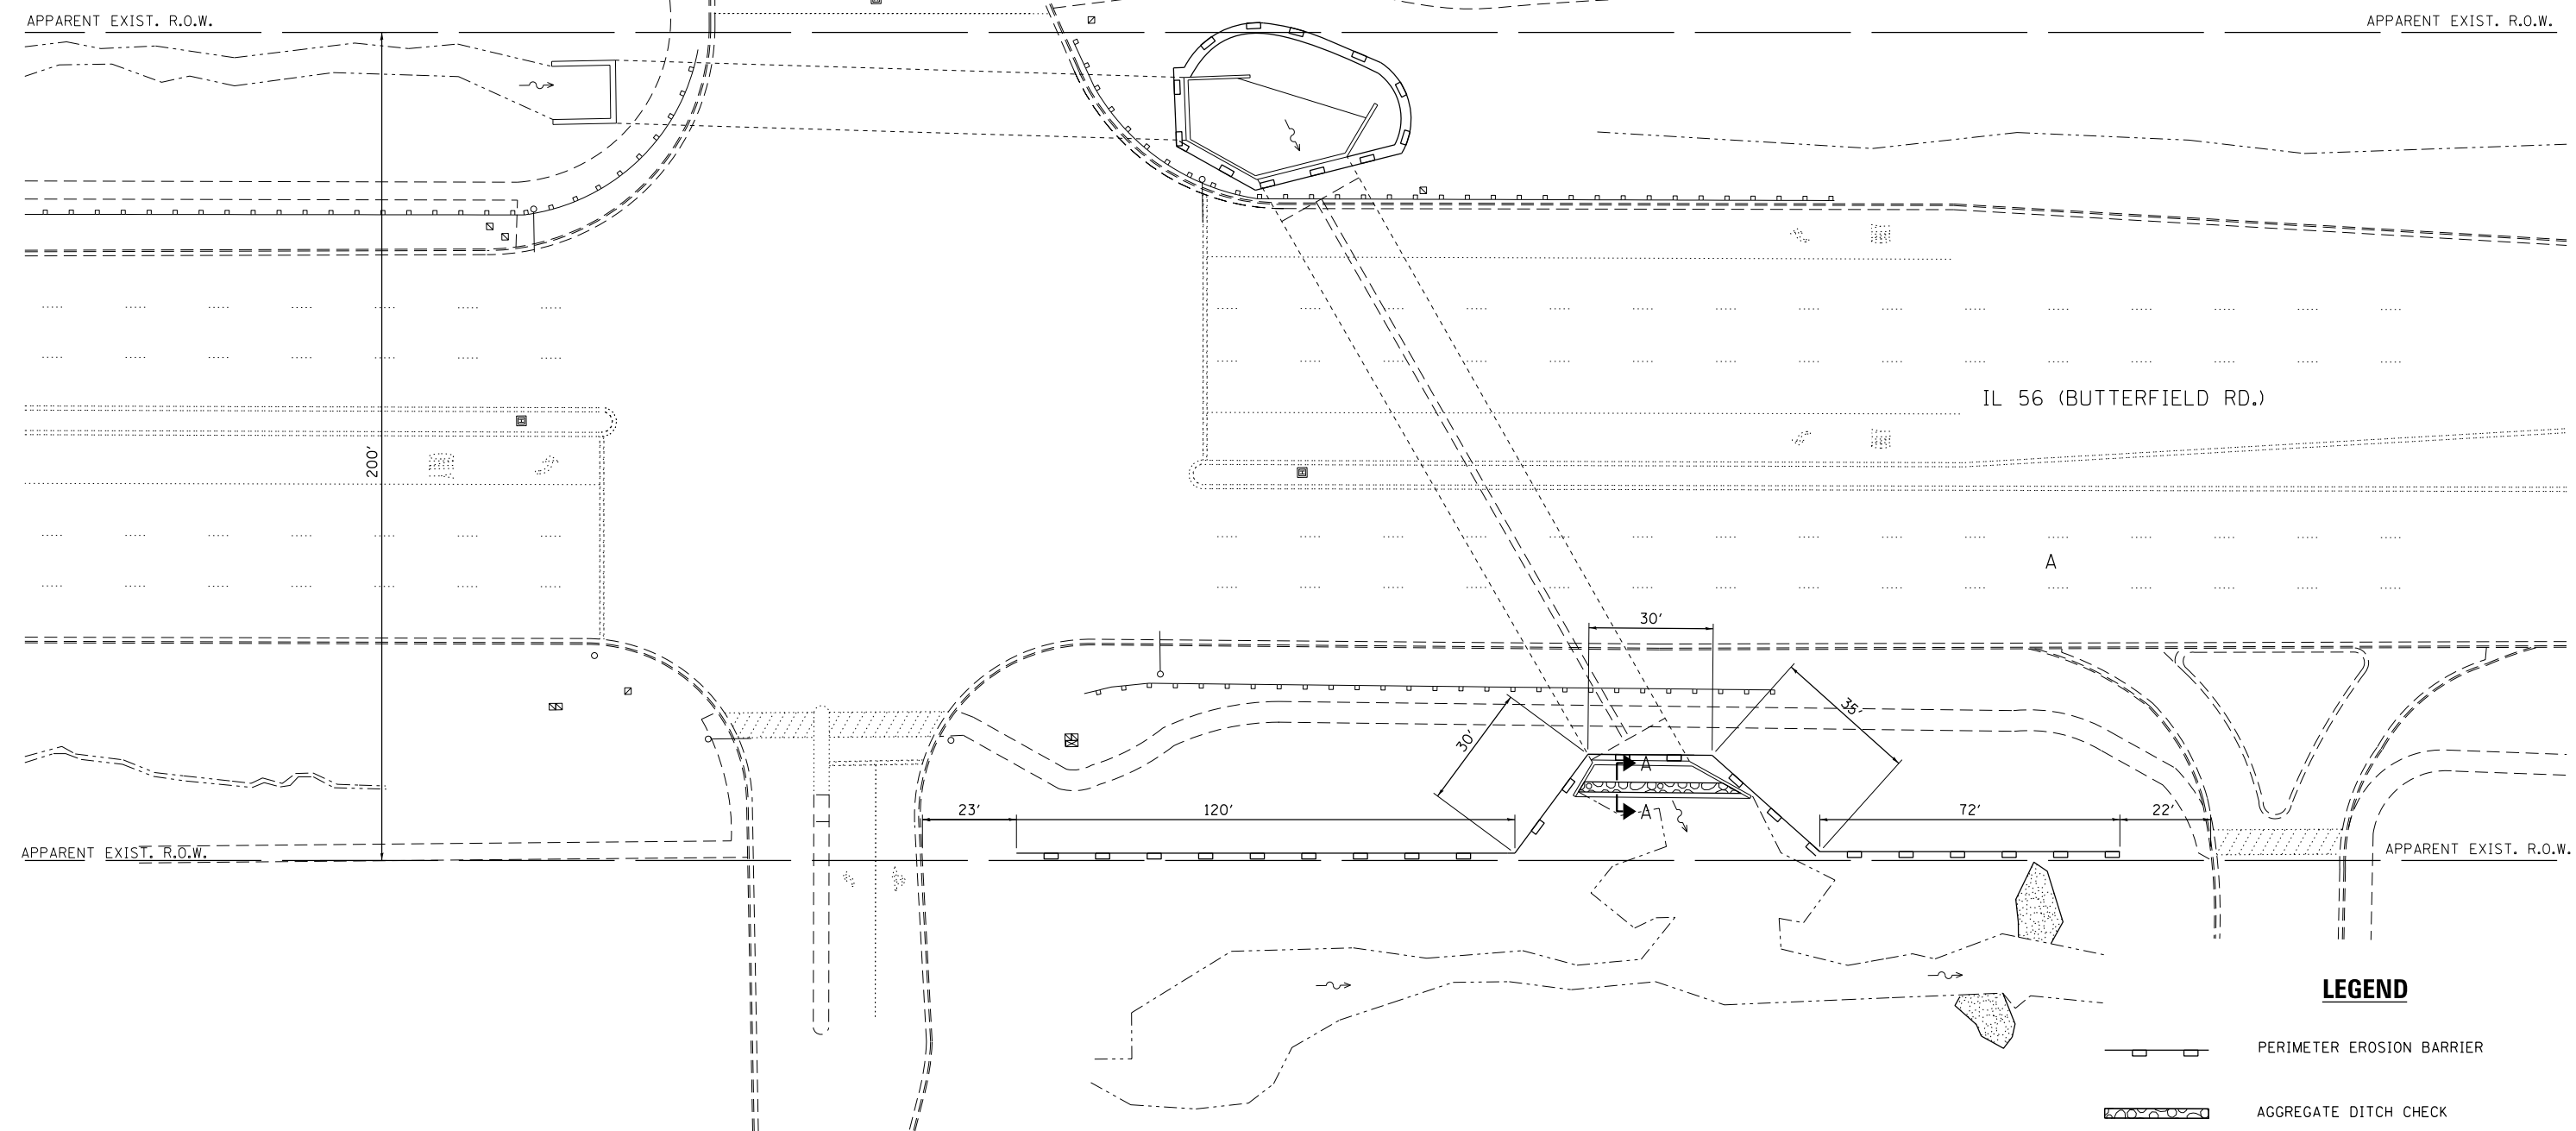 APPARENT EXIST. R.O.W.
APPARENT EXIST. R.O.W.
IL 56 (BUTTERFIELD RD.)
200'
A
30'
30'
35'
A
A
23'
120'
72'
22'
APPARENT EXIST. R.O.W.
APPARENT EXIST. R.O.W.
LEGEND
PERIMETER EROSION BARRIER
AGGREGATE DITCH CHECK